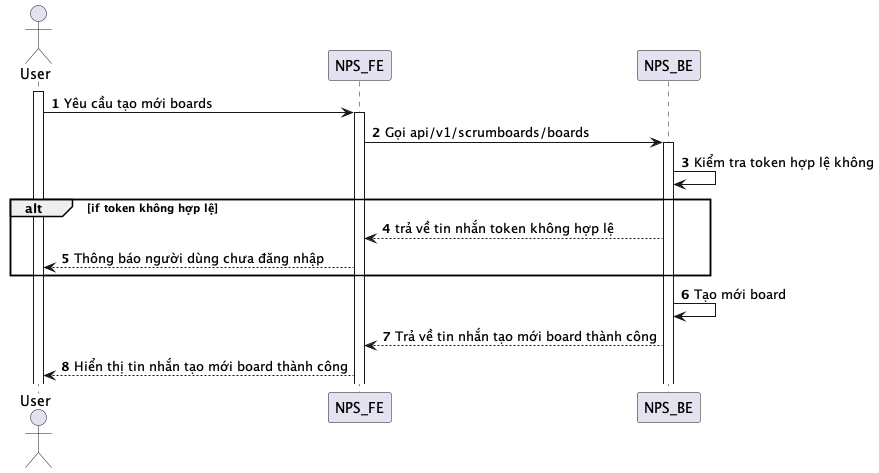 User
NPS_FE
NPS_BE
1 Yêu cầu tạo mới boards
2 Gọi api/v1/scrumboards/boards
3 Kiểm tra token hợp lệ không
alt [if token không hợp lệ]
4 trả về tin nhắn token không hợp lệ
5 Thông báo người dùng chưa đăng nhập
6 Tạo mới board
7 Trả về tin nhắn tạo mới board thành công
8 Hiển thị tin nhắn tạo mới board thành công
User
NPS_FE
NPS_BE